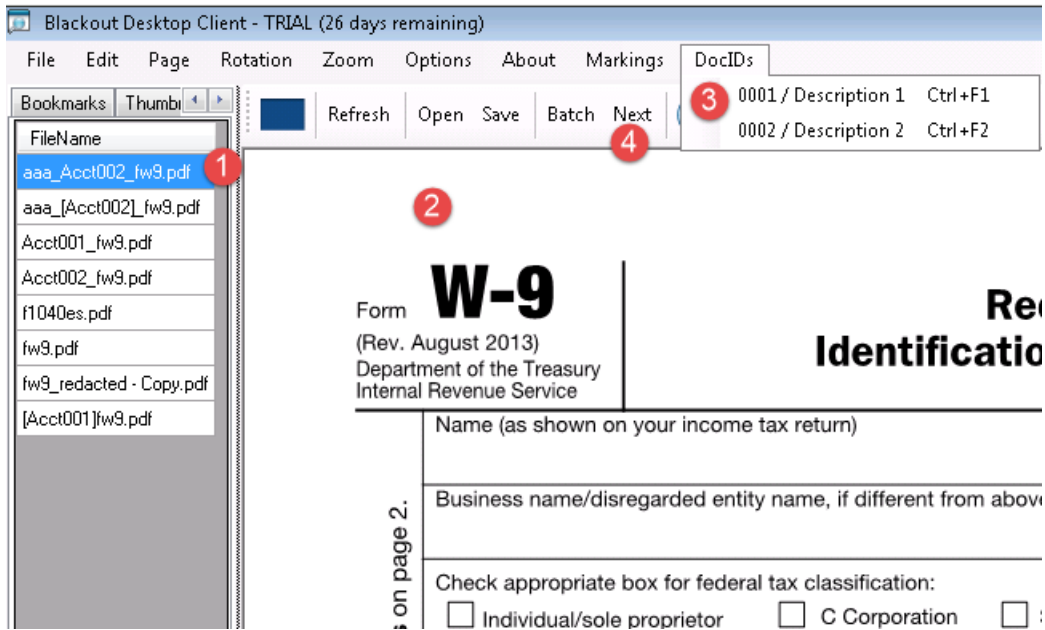 Blackout Desktop Client - TRIAL (26 days remaining)
File Edit Page Rotation Zoom Options About Markings DocIDs
Bookmarks Thumb
Refresh Open Save Batch Next
3
0001 / Description 1 Ctrl+F1
0002 / Description 2 Ctrl+F2
4
FileName
aaa_Acct002_fw9.pdf
1
aaa_[Acct002]_fw9.pdf
Acct001_fw9.pdf
Acct002_fw9.pdf
f1040es.pdf
fw9.pdf
fw9_redacted - Copy.pdf
[Acct001]fw9.pdf
2
Form W-9
(Rev. August 2013)
Department of the Treasury
Internal Revenue Service
Re
Identificatio
Name (as shown on your income tax return)
Business name/disregarded entity name, if different from above
s on page 2.
Check appropriate box for federal tax classification:
Individual/sole proprietor C Corporation S